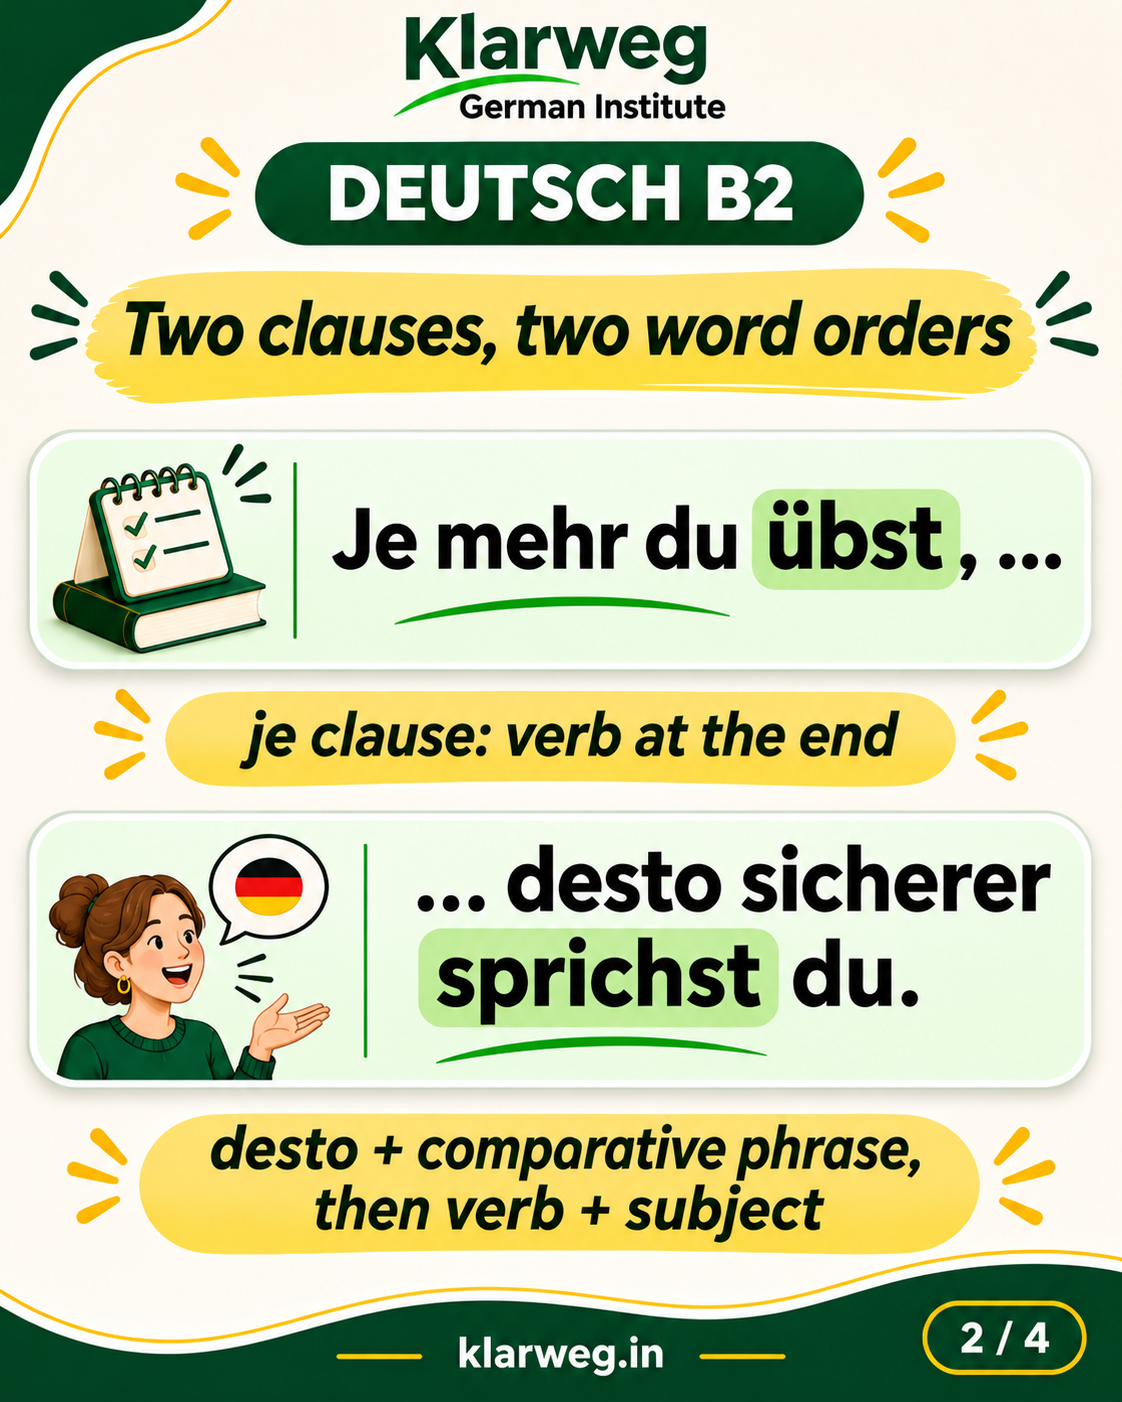 Klarweg
German Institute
DEUTSCH B2
Two clauses, two word orders
Je mehr du übst, ...
je clause: verb at the end
... desto sicherer
sprichst du.
desto + comparative phrase,
then verb + subject
klarweg.in
2 / 4